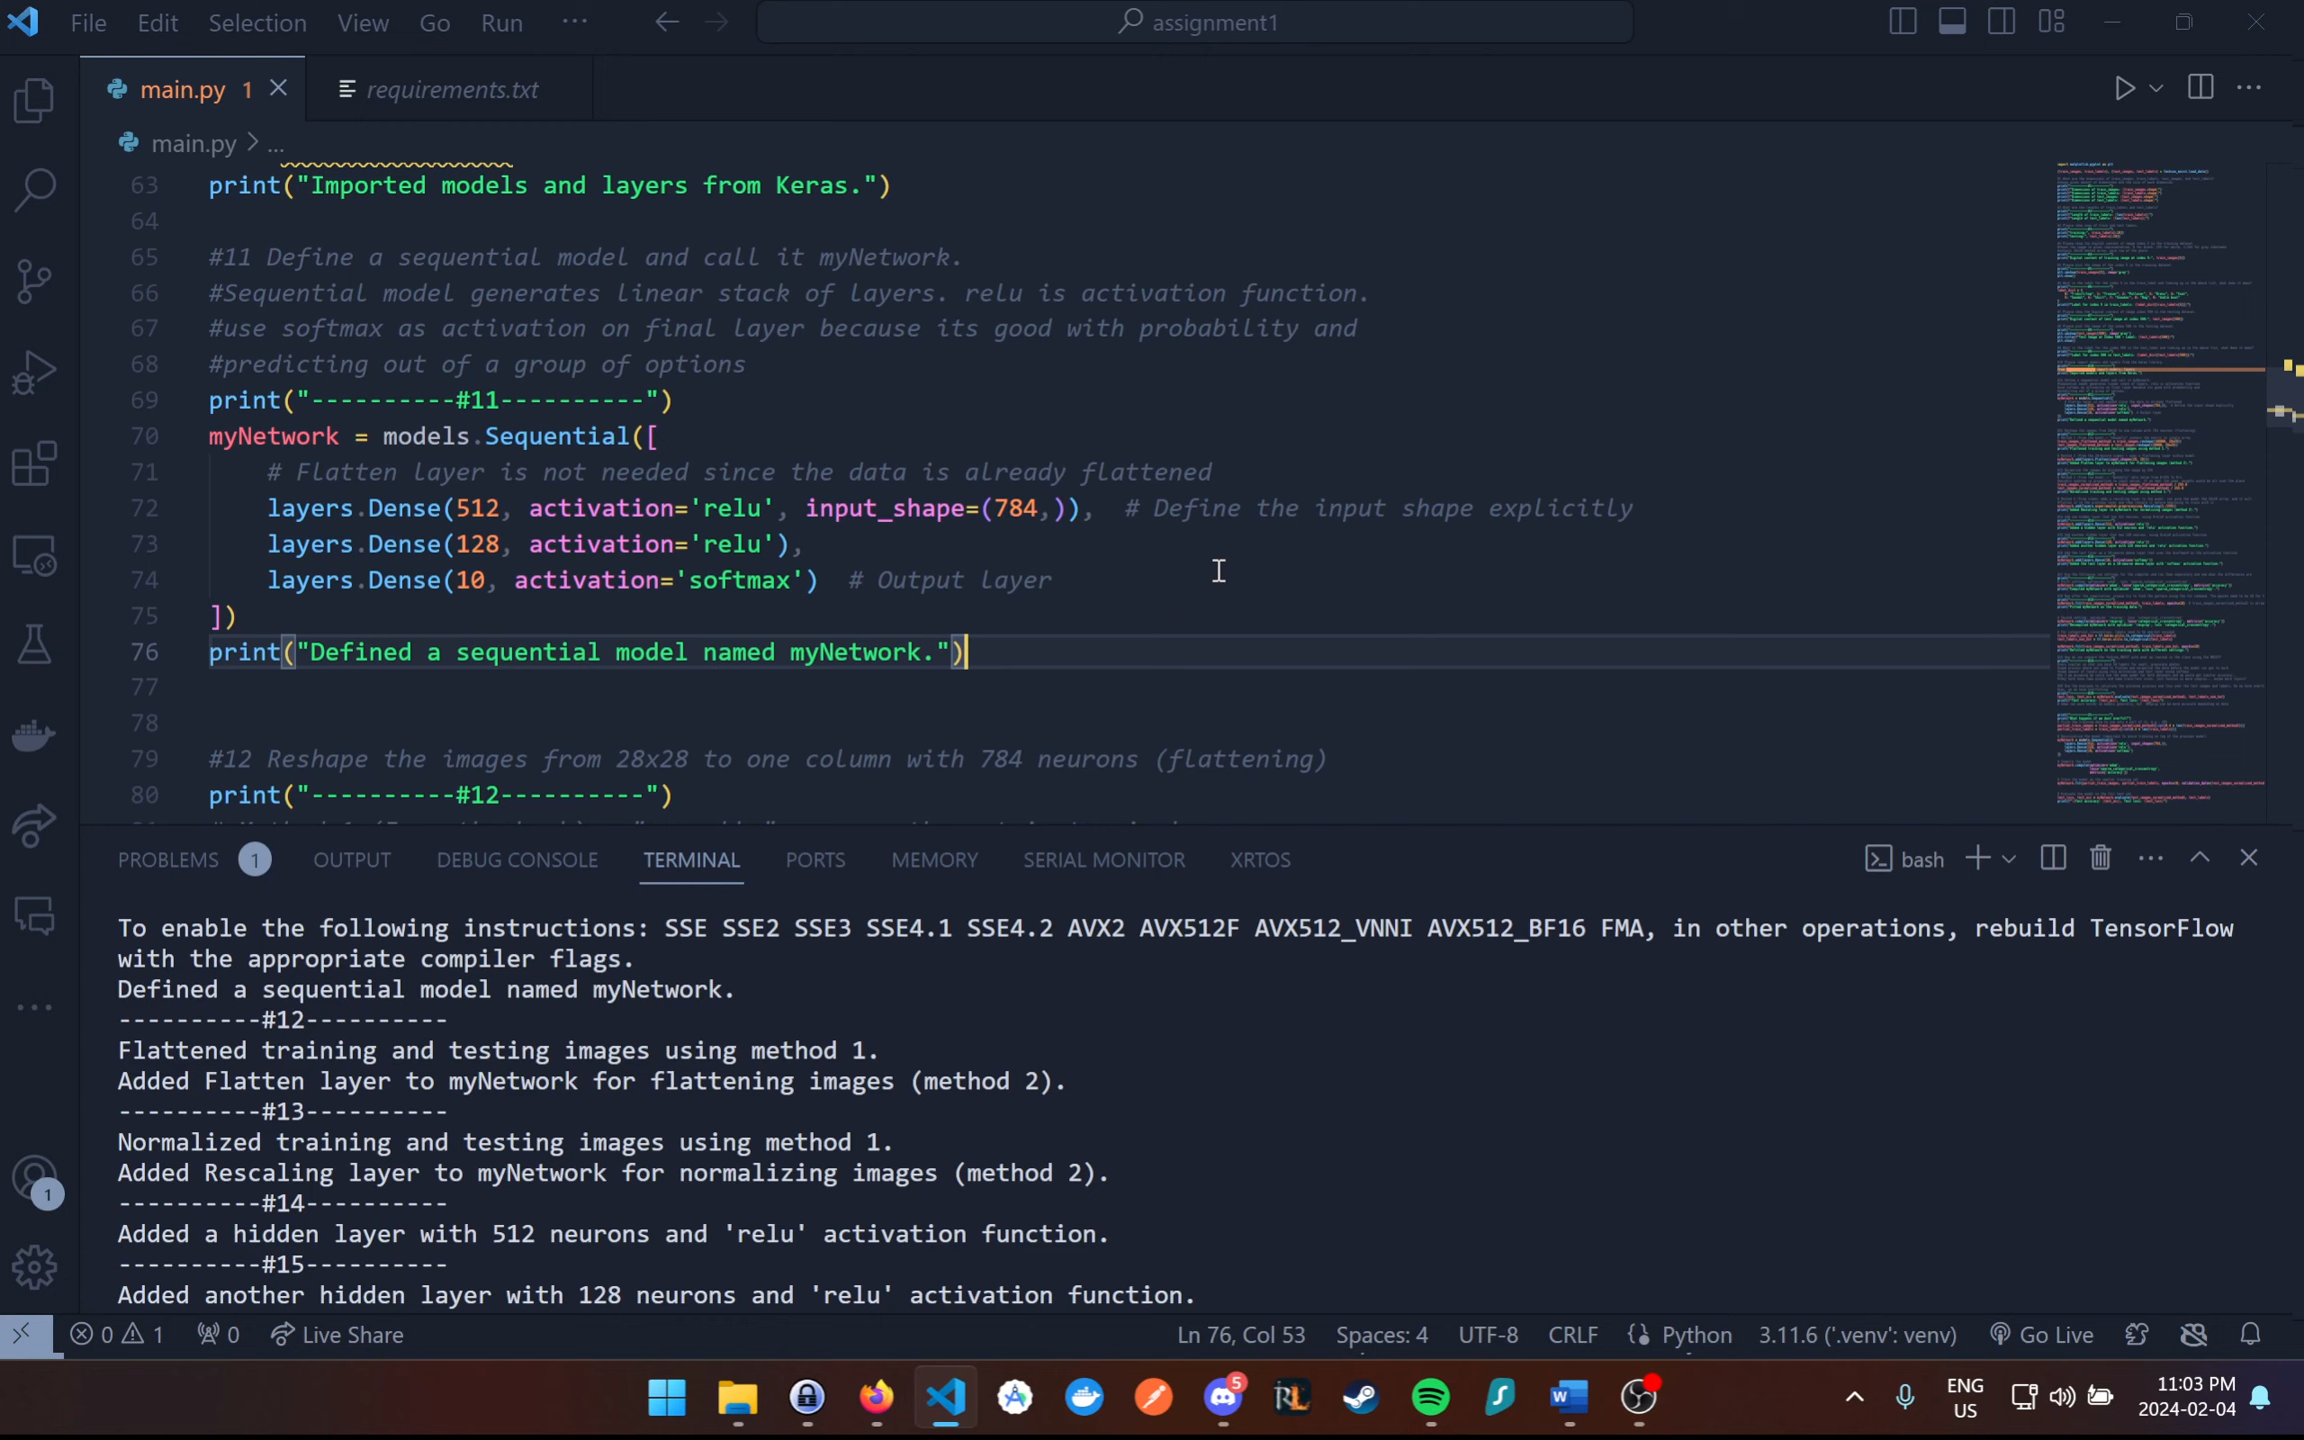 File Edit Selection View Go Run ··· assignment1
main.py 1 requirements.txt
main.py > ...
63 print("Imported models and layers from Keras.")
64
65 #11 Define a sequential model and call it myNetwork.
66 #Sequential model generates linear stack of layers. relu is activation function.
67 #use softmax as activation on final layer because its good with probability and
68 #predicting out of a group of options
69 print("----------#11----------")
70 myNetwork = models.Sequential([
71 # Flatten layer is not needed since the data is already flattened
72 layers.Dense(512, activation='relu', input_shape=(784,)), # Define the input shape explicitly
73 layers.Dense(128, activation='relu'),
74 layers.Dense(10, activation='softmax') # Output layer
75 ])
76 print("Defined a sequential model named myNetwork.")
77
78
79 #12 Reshape the images from 28x28 to one column with 784 neurons (flattening)
80 print("----------#12----------")
PROBLEMS 1 OUTPUT DEBUG CONSOLE TERMINAL PORTS MEMORY SERIAL MONITOR XRTOS bash
To enable the following instructions: SSE SSE2 SSE3 SSE4.1 SSE4.2 AVX2 AVX512F AVX512_VNNI AVX512_BF16 FMA, in other operations, rebuild TensorFlow
with the appropriate compiler flags.
Defined a sequential model named myNetwork.
----------#12----------
Flattened training and testing images using method 1.
Added Flatten layer to myNetwork for flattening images (method 2).
----------#13----------
Normalized training and testing images using method 1.
Added Rescaling layer to myNetwork for normalizing images (method 2).
----------#14----------
Added a hidden layer with 512 neurons and 'relu' activation function.
----------#15----------
Added another hidden layer with 128 neurons and 'relu' activation function.
1
0 1 0 Live Share Ln 76, Col 53 Spaces: 4 UTF-8 CRLF Python 3.11.6 ('.venv': venv) Go Live
5 RL ENG US 11:03 PM 2024-02-04